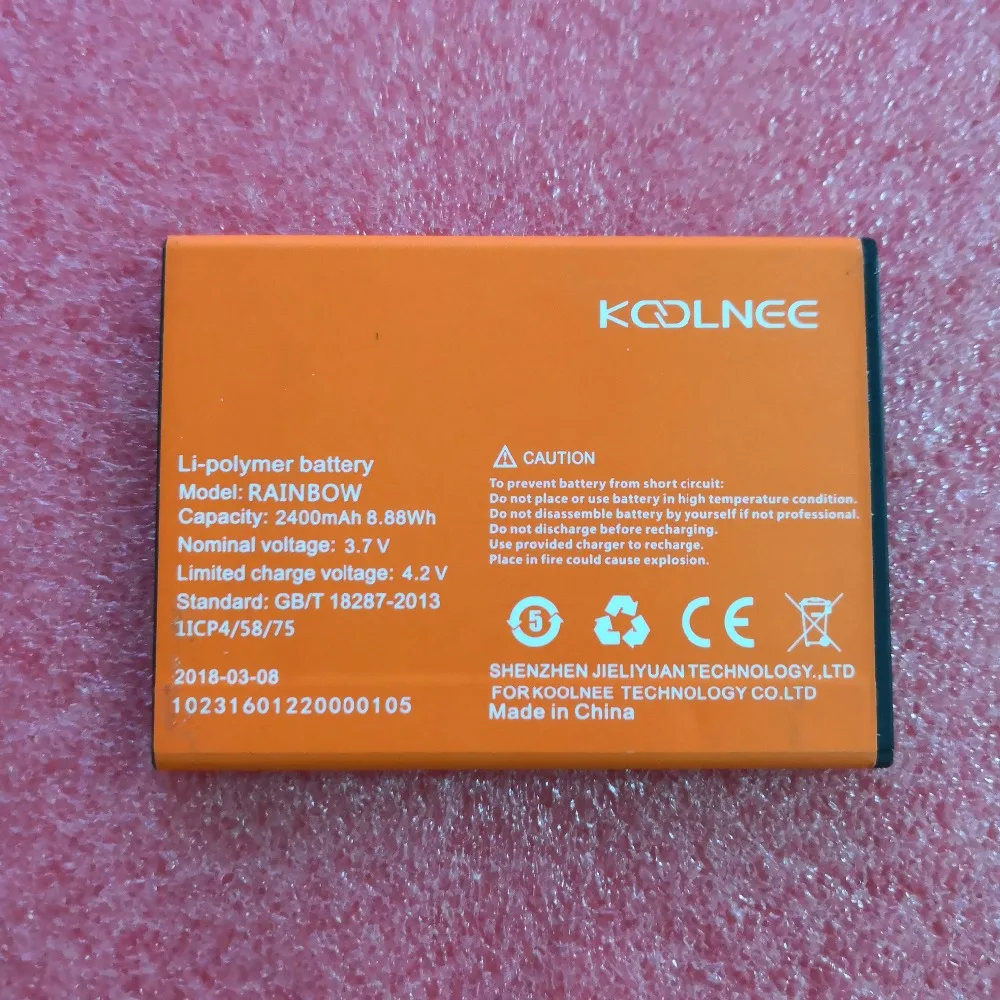 KOOLNEE
Li-polymer battery
Model: RAINBOW
Capacity: 2400mAh 8.88Wh
Nominal voltage: 3.7 V
Limited charge voltage: 4.2 V
Standard: GB/T 18287-2013
1ICP4/58/75
2018-03-08
10231601220000105
CAUTION
To prevent battery from short circuit:
Do not place or use battery in high temperature condition.
Do not disassemble battery by yourself if not professional.
Do not discharge before recharging.
Use provided charger to recharge.
Place in fire could cause explosion.
5
CE
SHENZHEN JIELIYUAN TECHNOLOGY.,LTD
FOR KOOLNEE TECHNOLOGY CO.LTD
Made in China